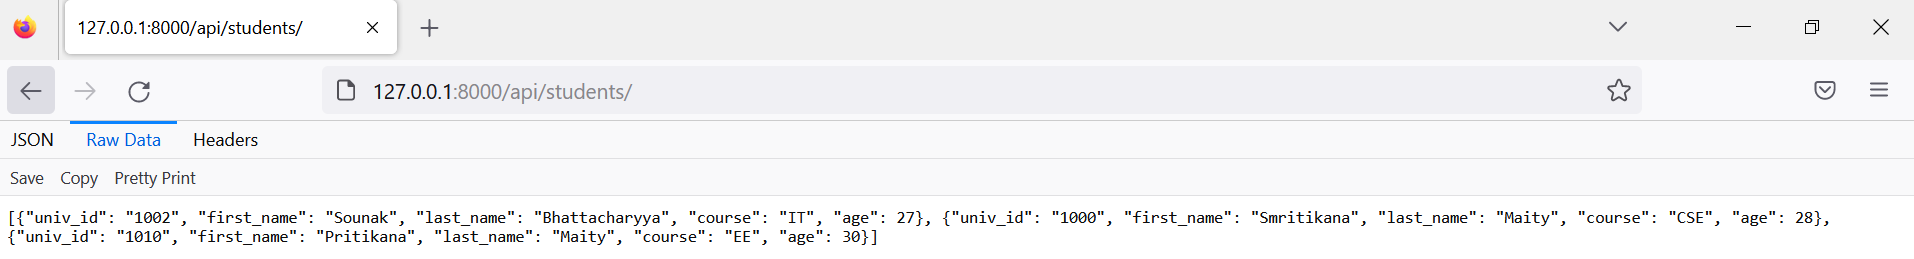 127.0.0.1:8000/api/students/
127.0.0.1:8000/api/students/
JSON Raw Data Headers
Save Copy Pretty Print
[{"univ_id": "1002", "first_name": "Sounak", "last_name": "Bhattacharyya", "course": "IT", "age": 27}, {"univ_id": "1000", "first_name": "Smritikana", "last_name": "Maity", "course": "CSE", "age": 28},
{"univ_id": "1010", "first_name": "Pritikana", "last_name": "Maity", "course": "EE", "age": 30}]